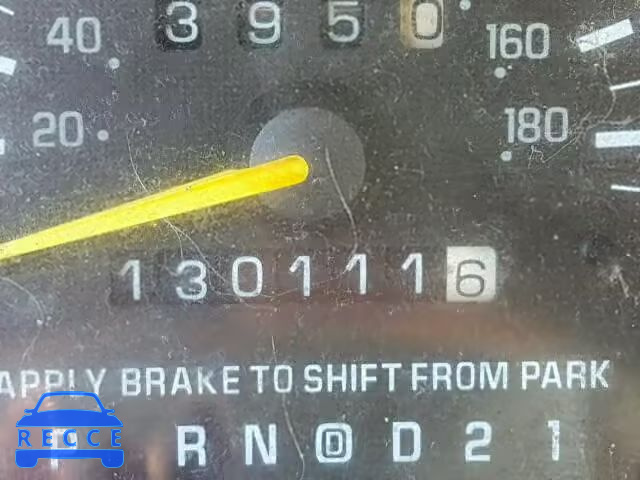 40 3950 160
20 180
1301116
APPLY BRAKE TO SHIFT FROM PARK
P R N D D 2 1
RECCE